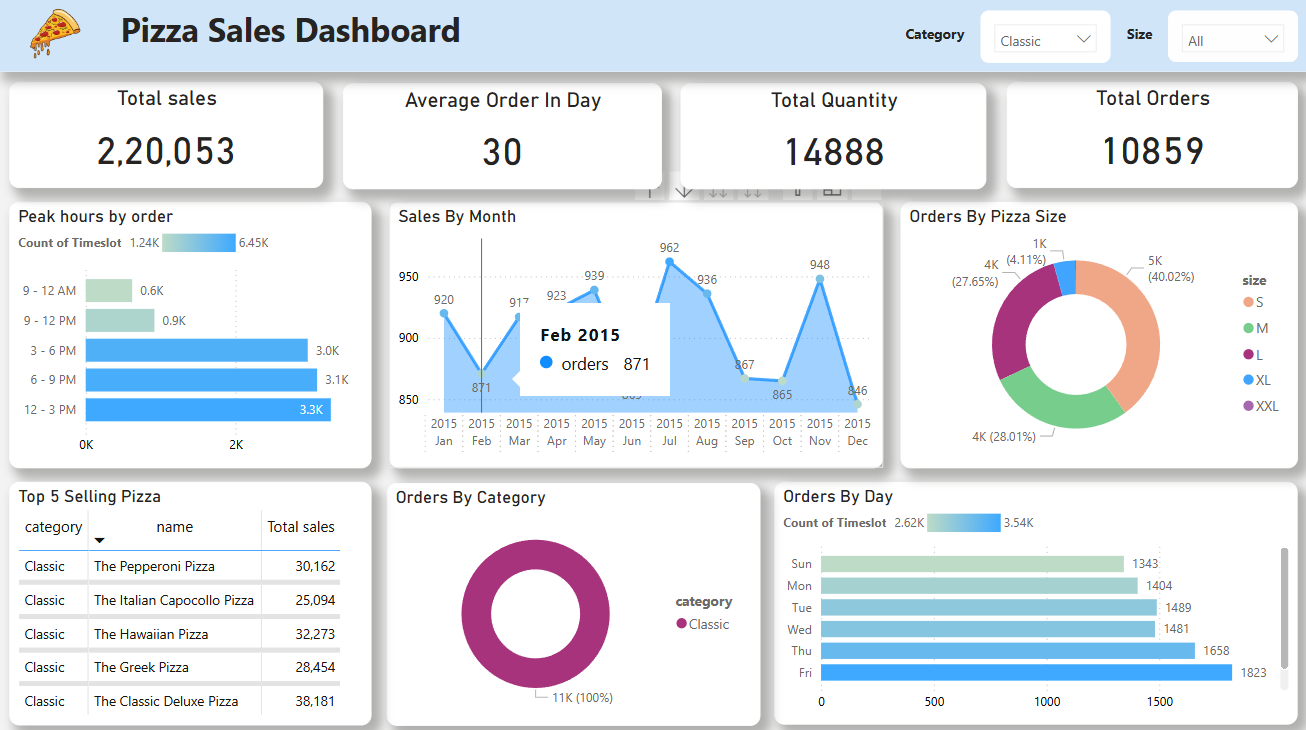 Pizza Sales Dashboard
Category
Classic
Size
All
Total sales
2,20,053
Average Order In Day
30
Total Quantity
14888
Total Orders
10859
Peak hours by order
Count of Timeslot 1.24K 6.45K
9 - 12 AM 0.6K
9 - 12 PM 0.9K
3 - 6 PM 3.0K
6 - 9 PM 3.1K
12 - 3 PM 3.3K
0K 2K
Sales By Month
950
900
850
920
871
917
923
939
962
936
867
865
948
846
Feb 2015
orders 871
2015 2015 2015 2015 2015 2015 2015 2015 2015 2015 2015 2015
Jan Feb Mar Apr May Jun Jul Aug Sep Oct Nov Dec
Orders By Pizza Size
1K
(4.11%)
4K
(27.65%)
5K
(40.02%)
4K (28.01%)
size
S
M
L
XL
XXL
Top 5 Selling Pizza
category name Total sales
Classic The Pepperoni Pizza 30,162
Classic The Italian Capocollo Pizza 25,094
Classic The Hawaiian Pizza 32,273
Classic The Greek Pizza 28,454
Classic The Classic Deluxe Pizza 38,181
Orders By Category
11K (100%)
category
Classic
Orders By Day
Count of Timeslot 2.62K 3.54K
Sun 1343
Mon 1404
Tue 1489
Wed 1481
Thu 1658
Fri 1823
0 500 1000 1500